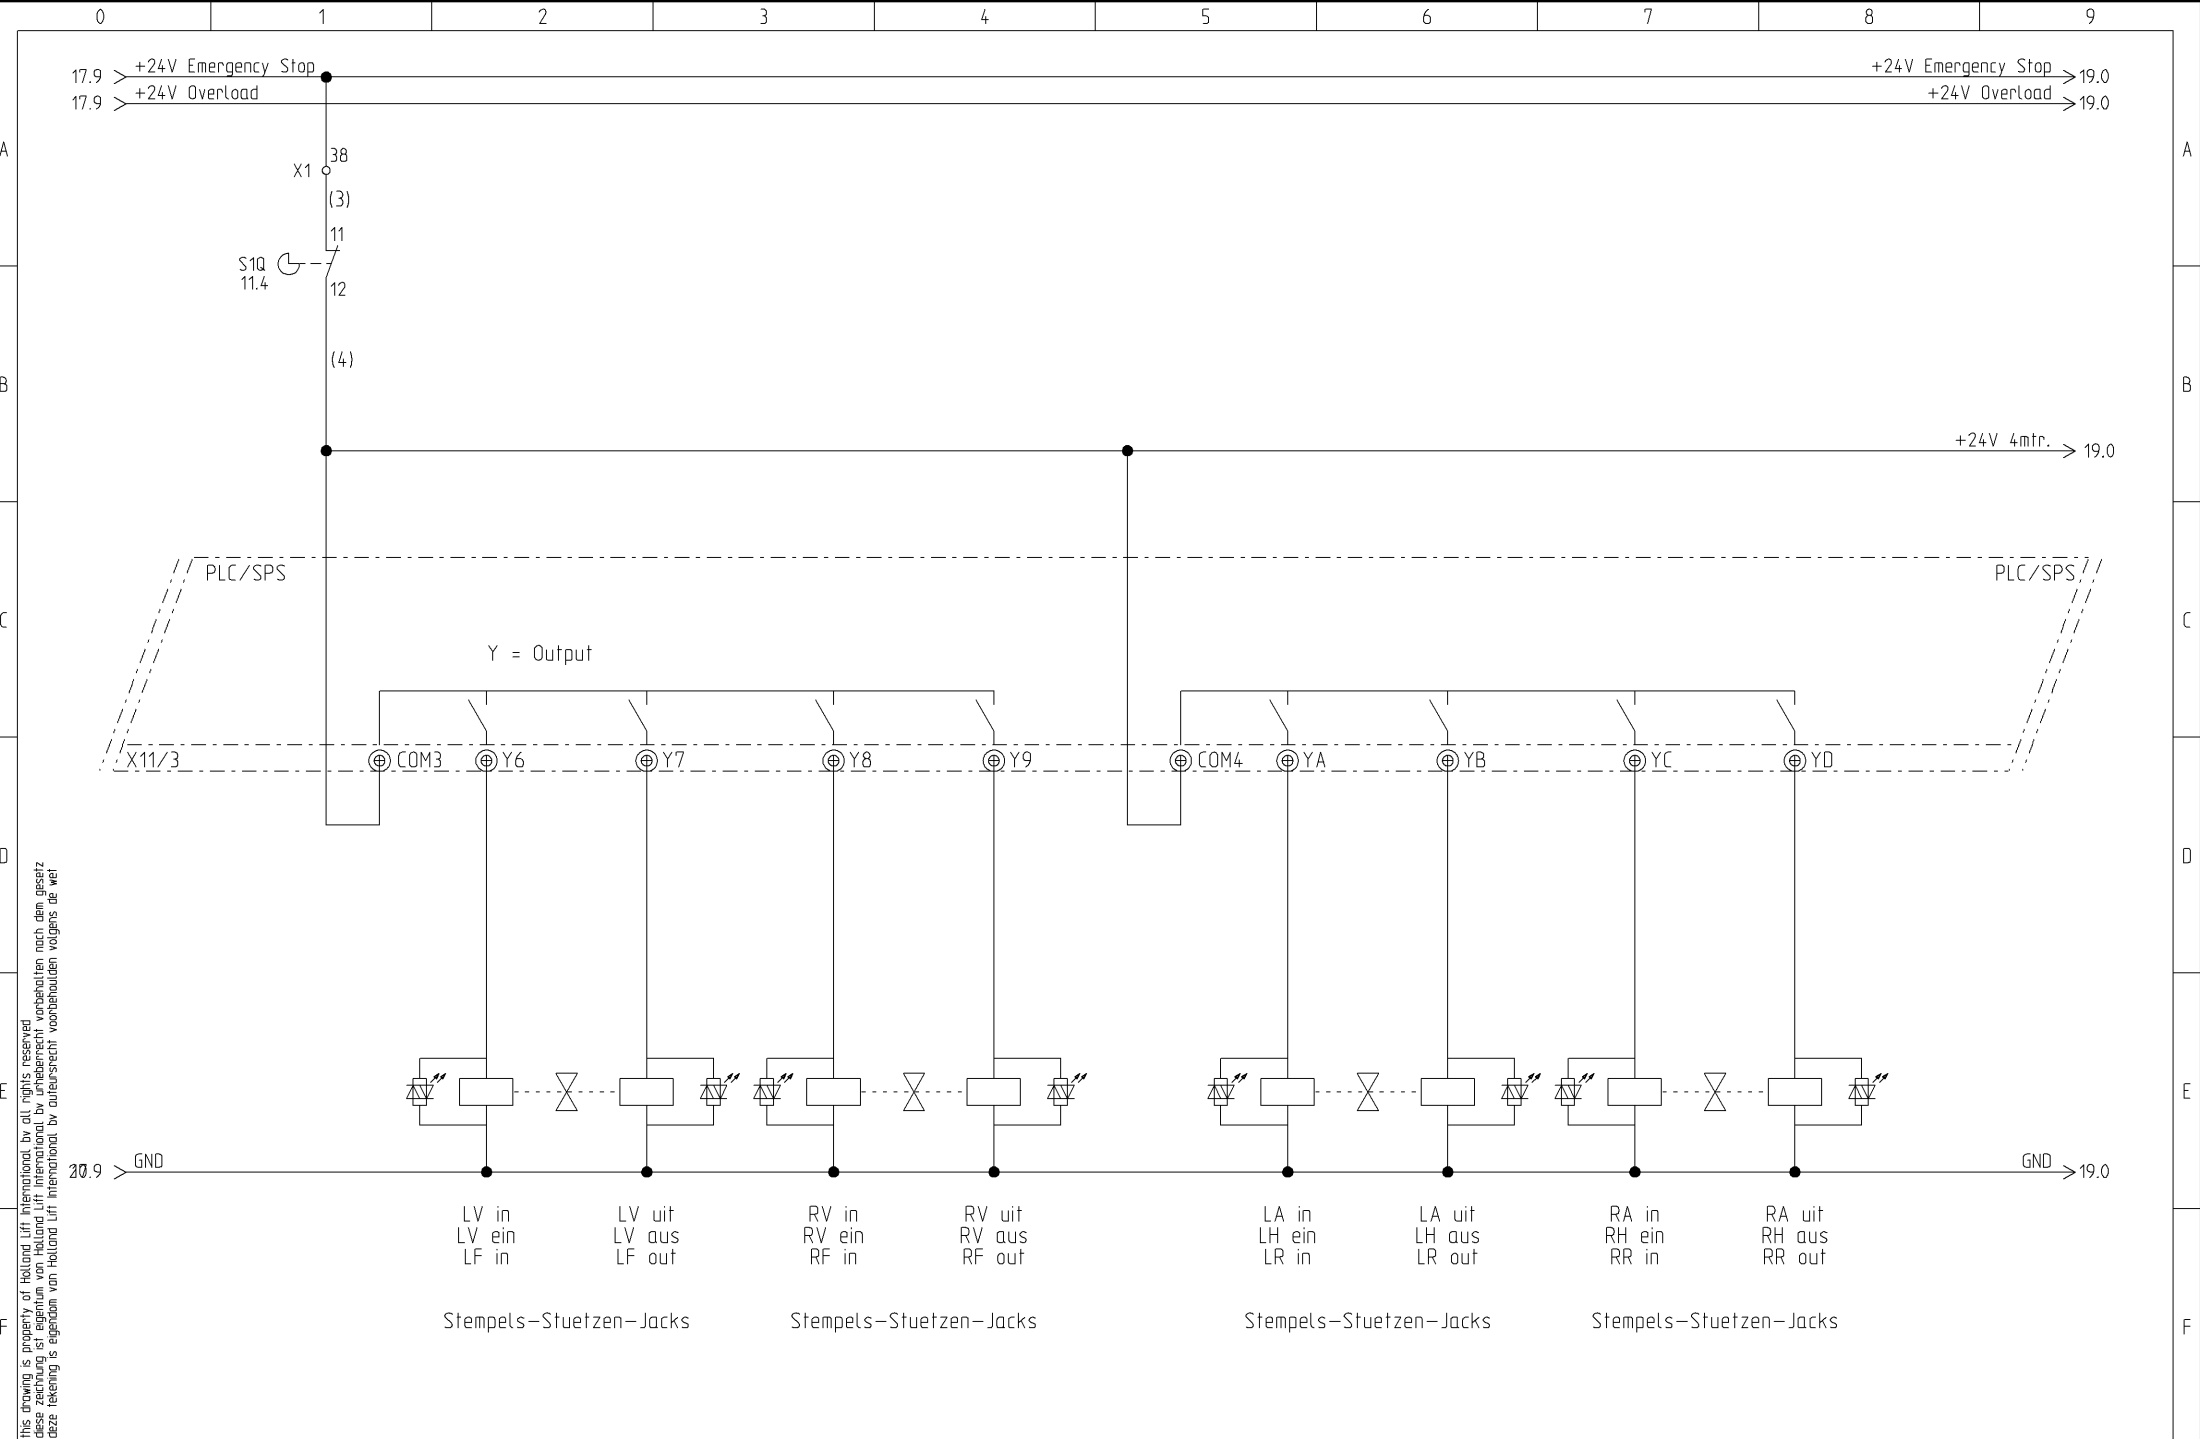 0 1 2 3 4 5 6 7 8 9
17.9 +24V Emergency Stop +24V Emergency Stop 19.0
17.9 +24V Overload +24V Overload 19.0
A A
38
X1
(3)
11
S1Q
11.4
12
(4)
B B
+24V 4mtr. 19.0
PLC/SPS PLC/SPS
C C
Y = Output
X11/3 COM3 Y6 Y7 Y8 Y9 COM4 YA YB YC YD
D D
E E
GND GND 19.0
LV in LV uit RV in RV uit LA in LA uit RA in RA uit
LV ein LV aus RV ein RV aus LH ein LH aus RH ein RH aus
LF in LF out RF in RF out LR in LR out RR in RR out
Stempels-Stuetzen-Jacks Stempels-Stuetzen-Jacks Stempels-Stuetzen-Jacks Stempels-Stuetzen-Jacks
F F
this drawing is property of Holland Lift International bv all rights reserved
diese zeichnung ist eigentum von Holland Lift International bv urheberrecht vorbehalten nach dem gesetz
deze tekening is eigendom van Holland Lift International bv auteursrecht voorbehoulden volgens de wet